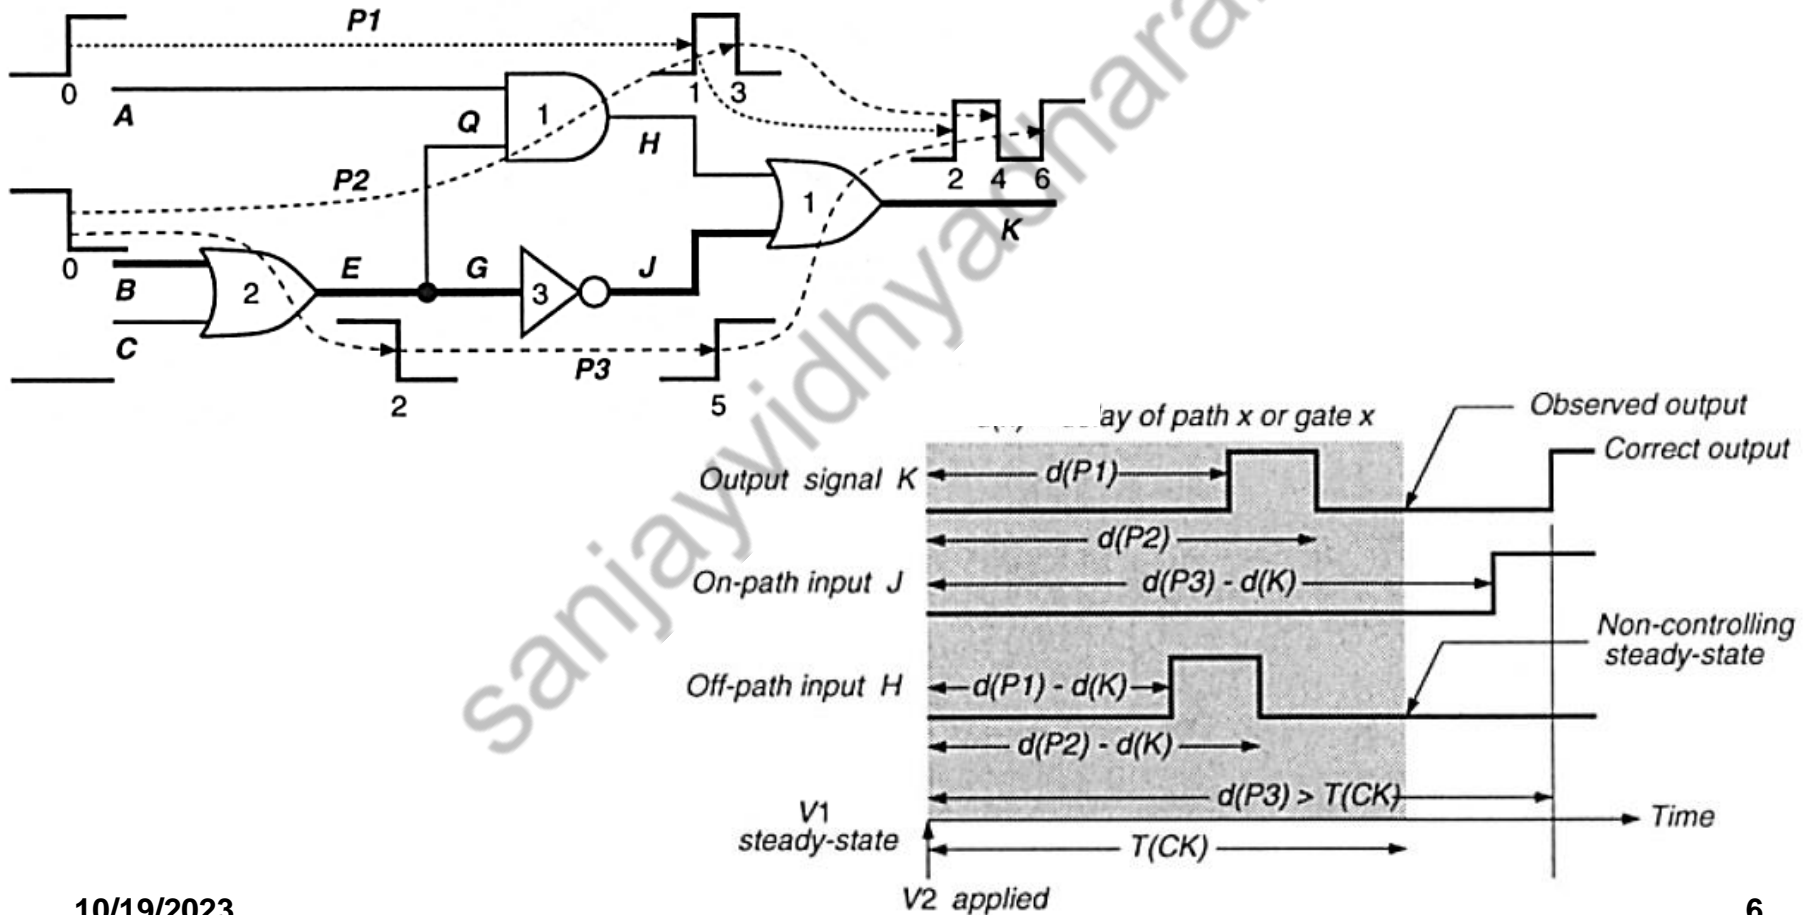 P1
0
1 3
A
Q
1
H
P2
2 4 6
1
K
0
B
2
E
G
3
J
C
P3
2
5
sanjayvidhyadhara
ay of path x or gate x
Observed output
Correct output
Output signal K
d(P1)
d(P2)
On-path input J
d(P3) - d(K)
Non-controlling
steady-state
Off-path input H
d(P1) - d(K)
d(P2) - d(K)
d(P3) > T(CK)
V1
steady-state
Time
T(CK)
V2 applied
10/19/2023
6